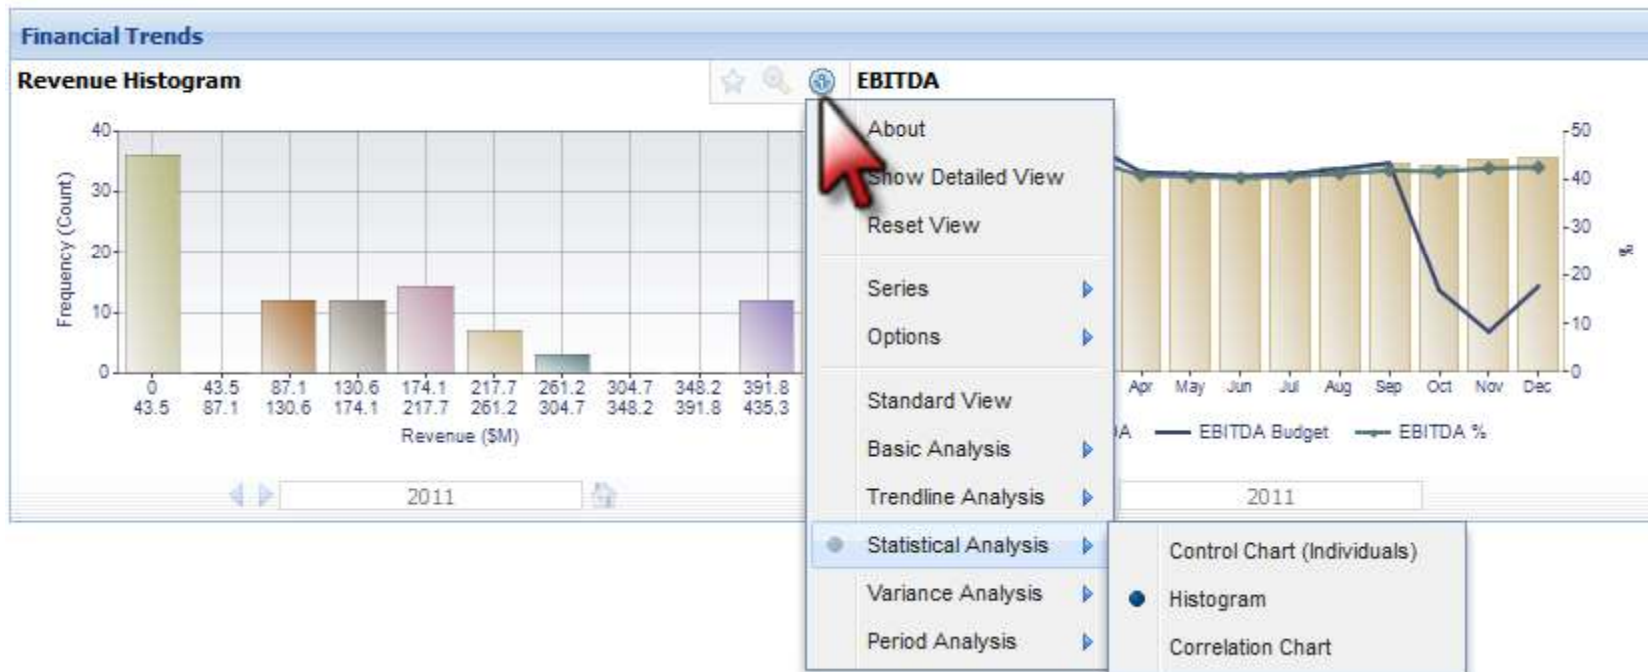 Financial Trends
Revenue Histogram
EBITDA
40
30
20
10
0
Frequency (Count)
0 43.5 87.1 130.6 174.1 217.7 261.2 304.7 348.2 391.8
43.5 87.1 130.6 174.1 217.7 261.2 304.7 348.2 391.8 435.3
Revenue ($M)
2011
About
Show Detailed View
Reset View
Series
Options
Standard View
Basic Analysis
Trendline Analysis
Statistical Analysis
Variance Analysis
Period Analysis
Control Chart (Individuals)
Histogram
Correlation Chart
50
40
30
20
10
0
%
Apr May Jun Jul Aug Sep Oct Nov Dec
EBITDA Budget EBITDA %
2011